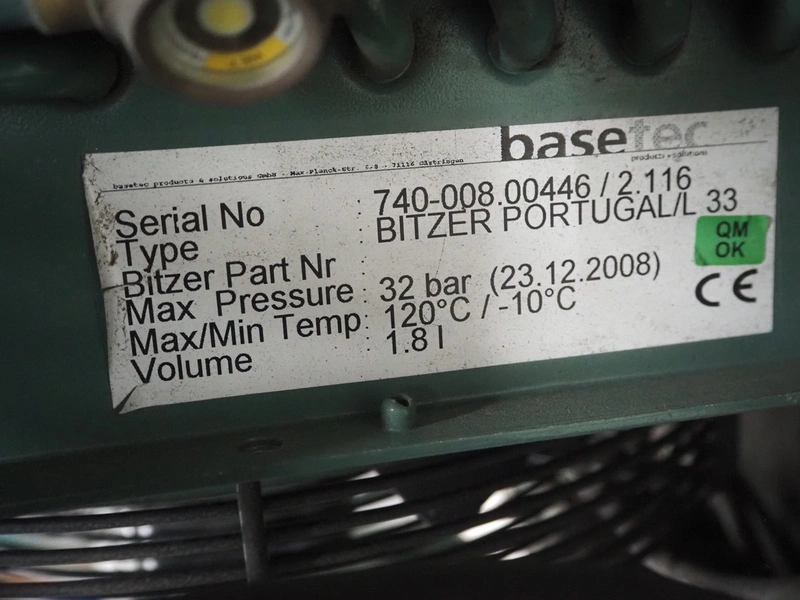 basetec
products + solutions
basetec products & solutions GmbH - Max-Planck-Str. 6-8 - 71116 Gärtringen
Serial No : 740-008.00446 / 2.116
Type : BITZER PORTUGAL/L 33
Bitzer Part Nr :
Max Pressure : 32 bar (23.12.2008)
Max/Min Temp : 120°C / -10°C
Volume : 1.8 l
QM
OK
CE